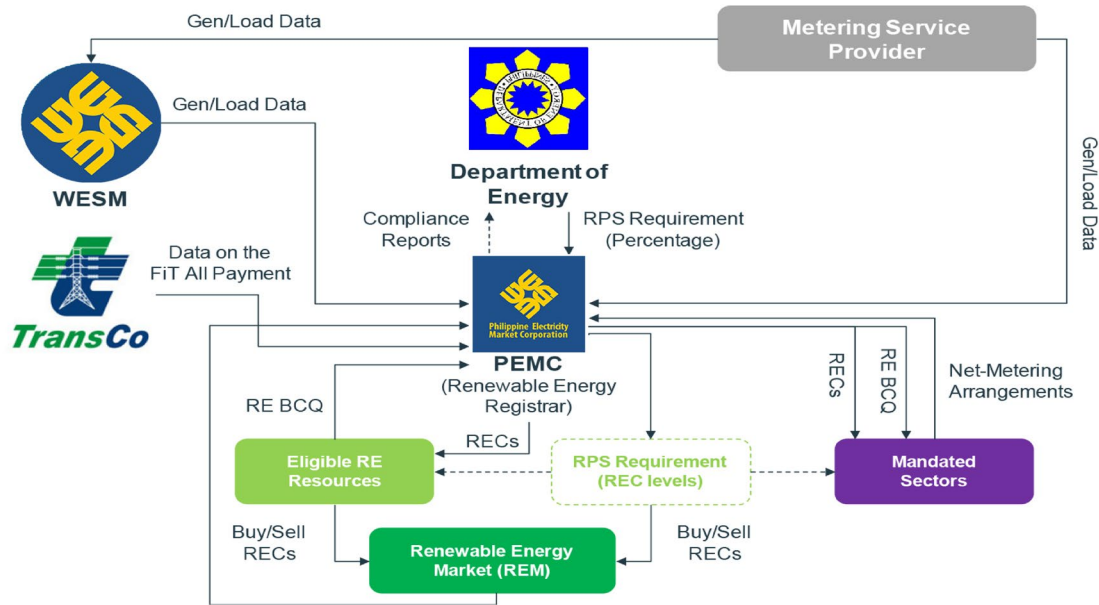 Gen/Load Data
Metering Service
Provider
Gen/Load Data
WESM
Department of
Energy
Gen/Load Data
Compliance
Reports
RPS Requirement
(Percentage)
Data on the
FiT All Payment
TransCo
Philippine Electricity
Market Corporation
PEMC
(Renewable Energy
Registrar)
RE BCQ
RECs
RECs
RE BCQ
Net-Metering
Arrangements
Eligible RE
Resources
RPS Requirement
(REC levels)
Mandated
Sectors
Buy/Sell
RECs
Renewable Energy
Market (REM)
Buy/Sell
RECs